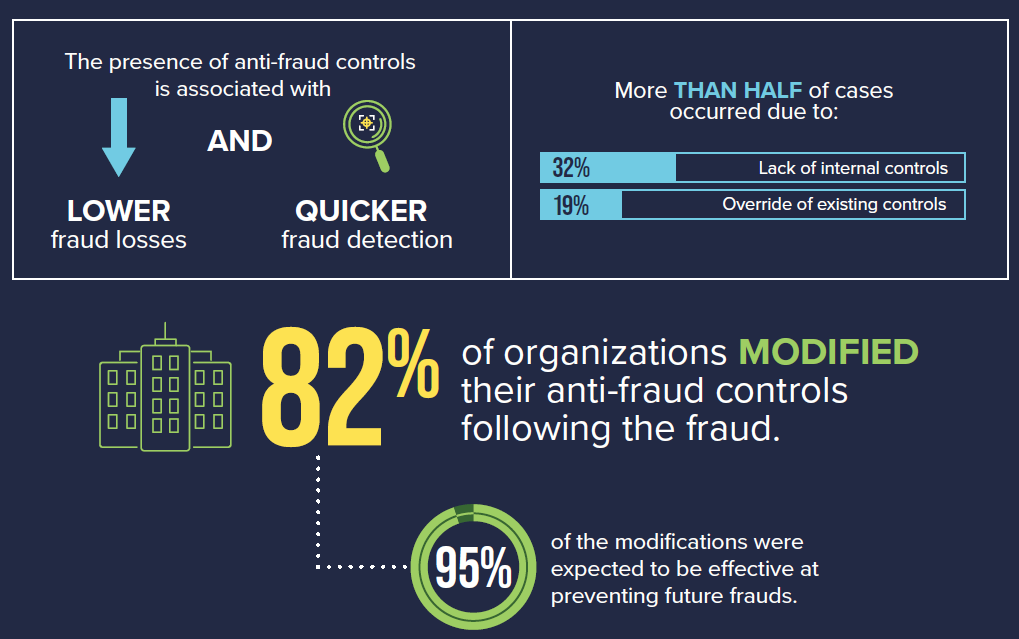 The presence of anti-fraud controls
is associated with
AND
LOWER
fraud losses
QUICKER
fraud detection
More THAN HALF of cases
occurred due to:
32% Lack of internal controls
19% Override of existing controls
82% of organizations MODIFIED
their anti-fraud controls
following the fraud.
95%
of the modifications were
expected to be effective at
preventing future frauds.